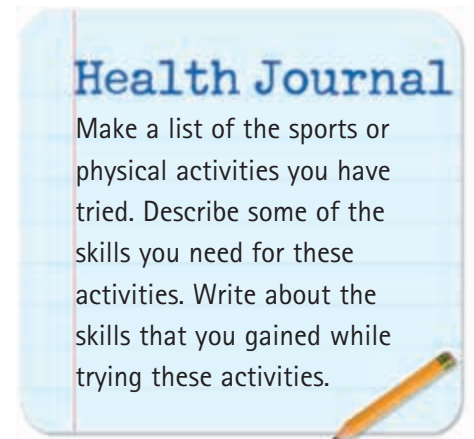 Health Journal
Make a list of the sports or
physical activities you have
tried. Describe some of the
skills you need for these
activities. Write about the
skills that you gained while
trying these activities.